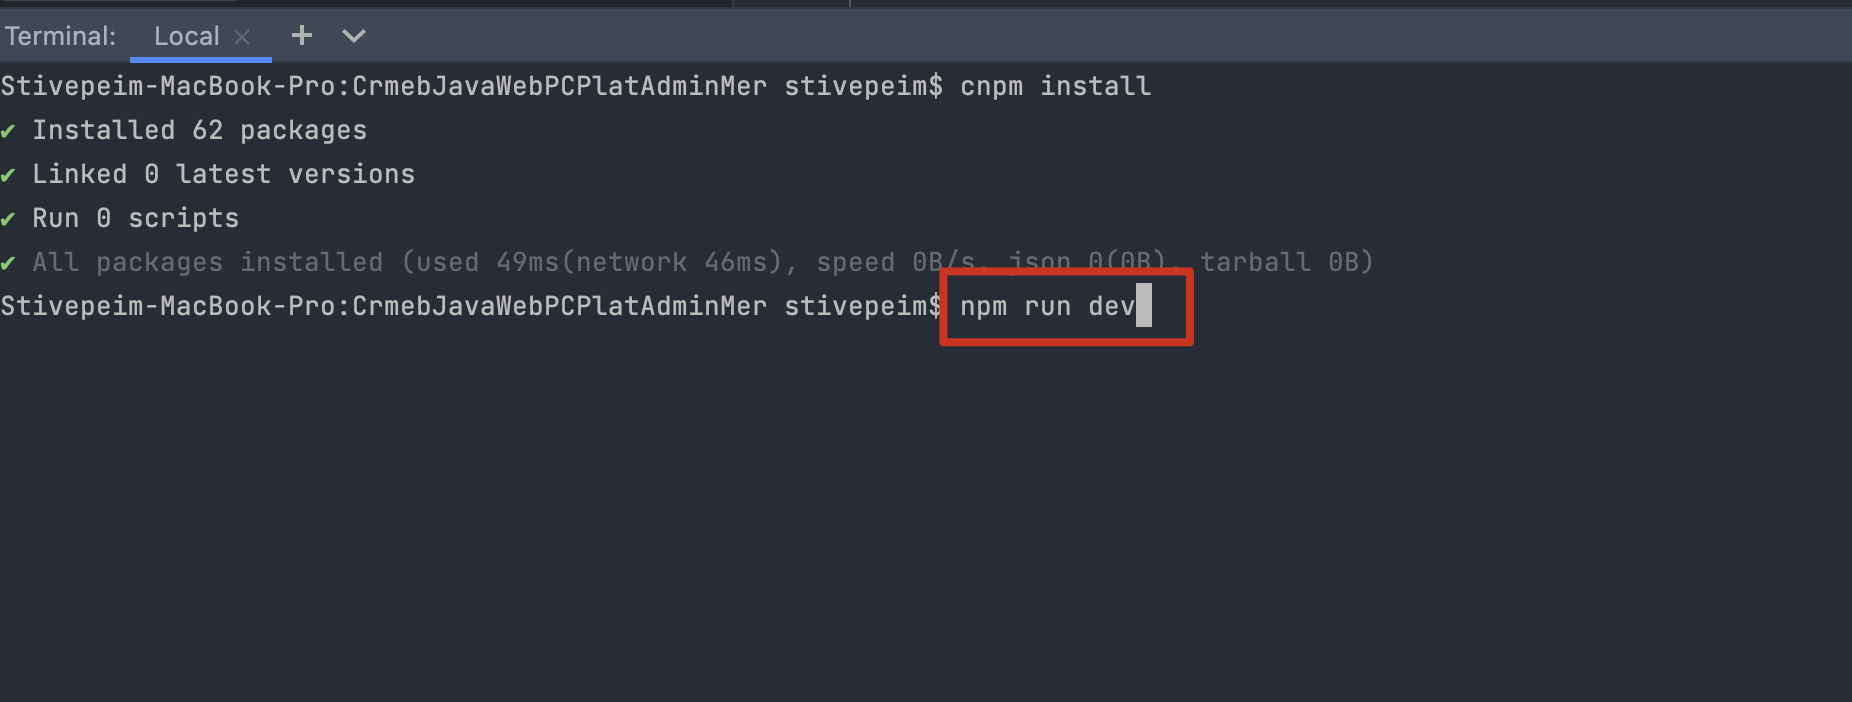 Terminal: Local
Stivepeim-MacBook-Pro:CrmebJavaWebPCPlatAdminMer stivepeim$ cnpm install
✔ Installed 62 packages
✔ Linked 0 latest versions
✔ Run 0 scripts
✔ All packages installed (used 49ms(network 46ms), speed 0B/s, json 0(0B), tarball 0B)
Stivepeim-MacBook-Pro:CrmebJavaWebPCPlatAdminMer stivepeim$ npm run dev